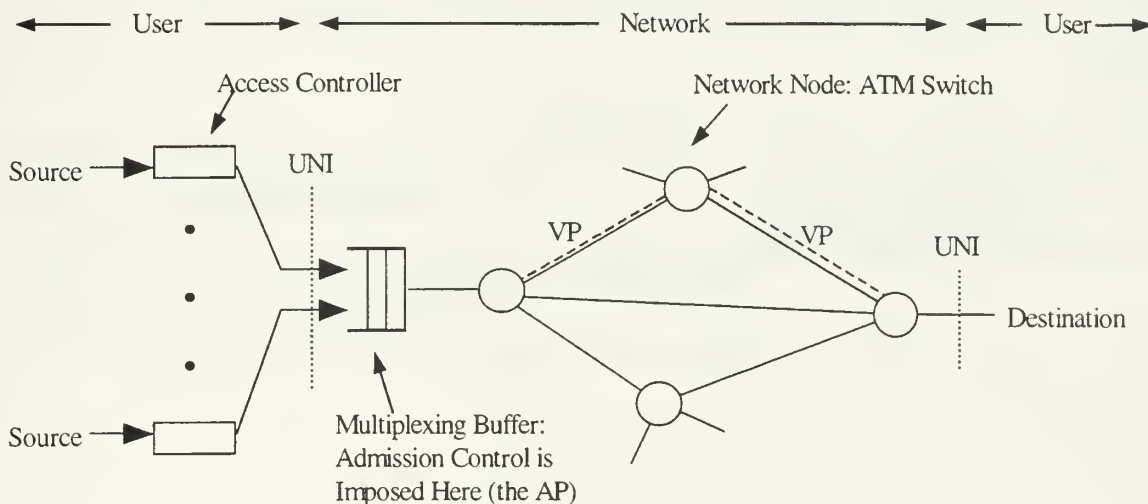 User
Network
User
Access Controller
Network Node: ATM Switch
Source
UNI
VP
VP
UNI
Destination
Source
Multiplexing Buffer:
Admission Control is
Imposed Here (the AP)